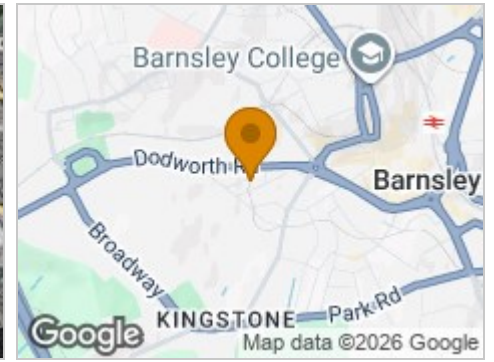 Barnsley College
Dodworth R
Barnsley
Broadway
KINGSTONE
Park Rd
Google
Map data ©2026 Google